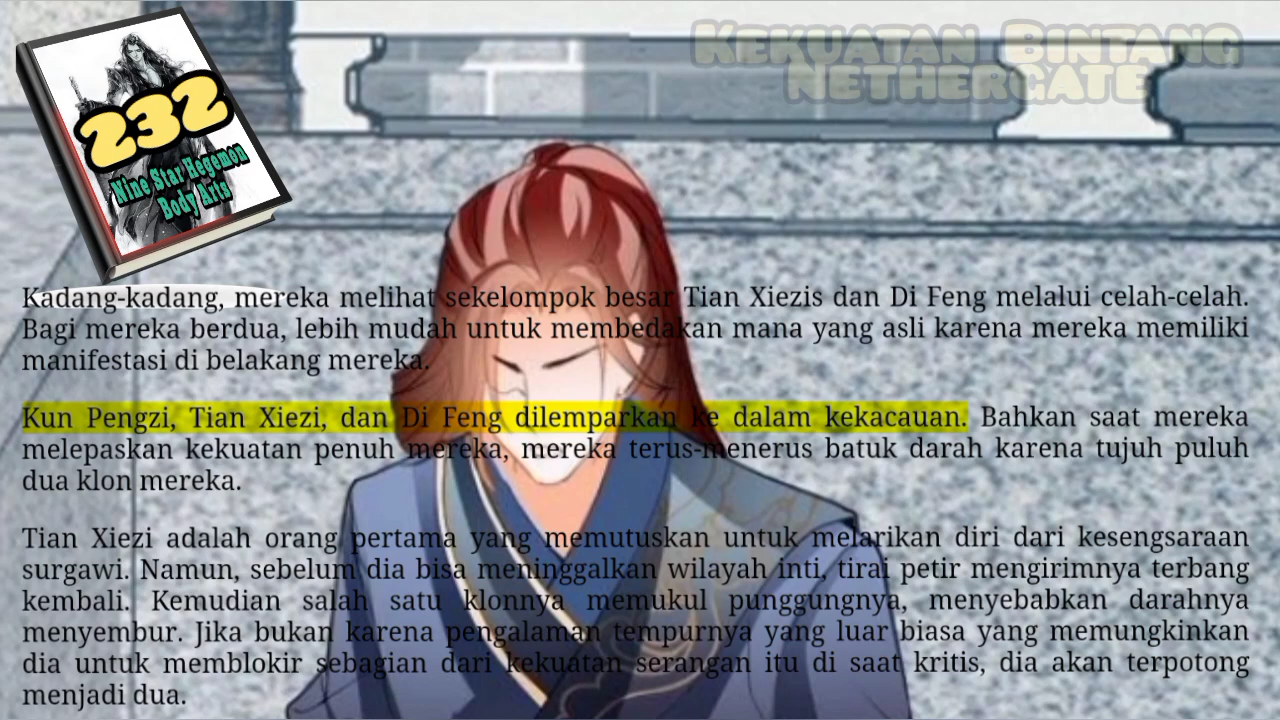 232
Nine Star Hegemon
Body Arts
KEKUATAN BINTANG
NETHERGATE
Kadang-kadang, mereka melihat sekelompok besar Tian Xiezis dan Di Feng melalui celah-celah.
Bagi mereka berdua, lebih mudah untuk membedakan mana yang asli karena mereka memiliki
manifestasi di belakang mereka.
Kun Pengzi, Tian Xiezi, dan Di Feng dilemparkan ke dalam kekacauan. Bahkan saat mereka
melepaskan kekuatan penuh mereka, mereka terus-menerus batuk darah karena tujuh puluh
dua klon mereka.
Tian Xiezi adalah orang pertama yang memutuskan untuk melarikan diri dari kesengsaraan
surgawi. Namun, sebelum dia bisa meninggalkan wilayah inti, tirai petir mengirimnya terbang
kembali. Kemudian salah satu klonnya memukul punggungnya, menyebabkan darahnya
menyembur. Jika bukan karena pengalaman tempurnya yang luar biasa yang memungkinkan
dia untuk memblokir sebagian dari kekuatan serangan itu di saat kritis, dia akan terpotong
menjadi dua.